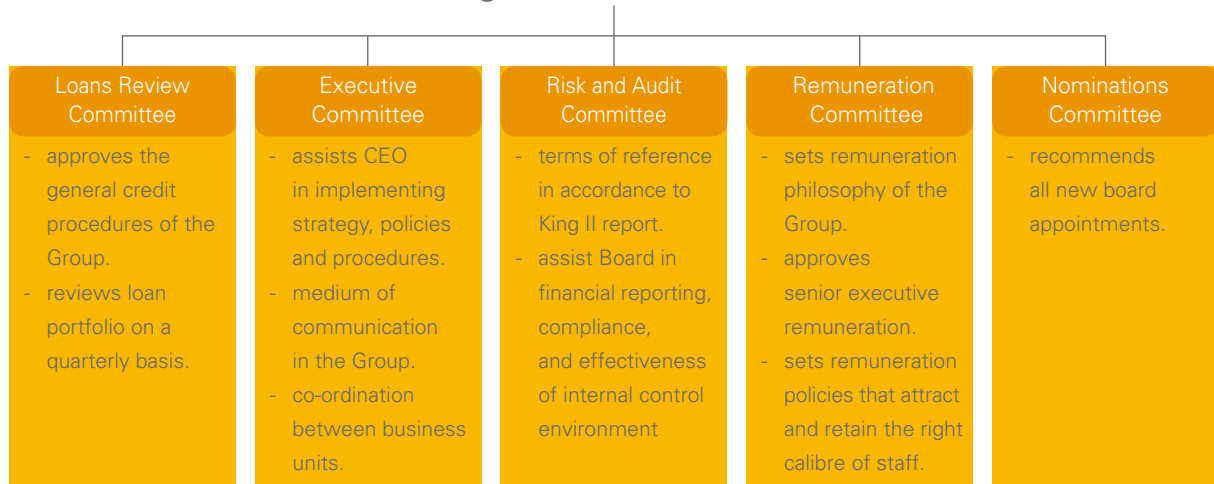 Loans Review
Committee
- approves the
general credit
procedures of the
Group.
- reviews loan
portfolio on a
quarterly basis.
Executive
Committee
- assists CEO
in implementing
strategy, policies
and procedures.
- medium of
communication
in the Group.
- co-ordination
between business
units.
Risk and Audit
Committee
- terms of reference
in accordance to
King II report.
- assist Board in
financial reporting,
compliance,
and effectiveness
of internal control
environment
Remuneration
Committee
- sets remuneration
philosophy of the
Group.
- approves
senior executive
remuneration.
- sets remuneration
policies that attract
and retain the right
calibre of staff.
Nominations
Committee
- recommends
all new board
appointments.